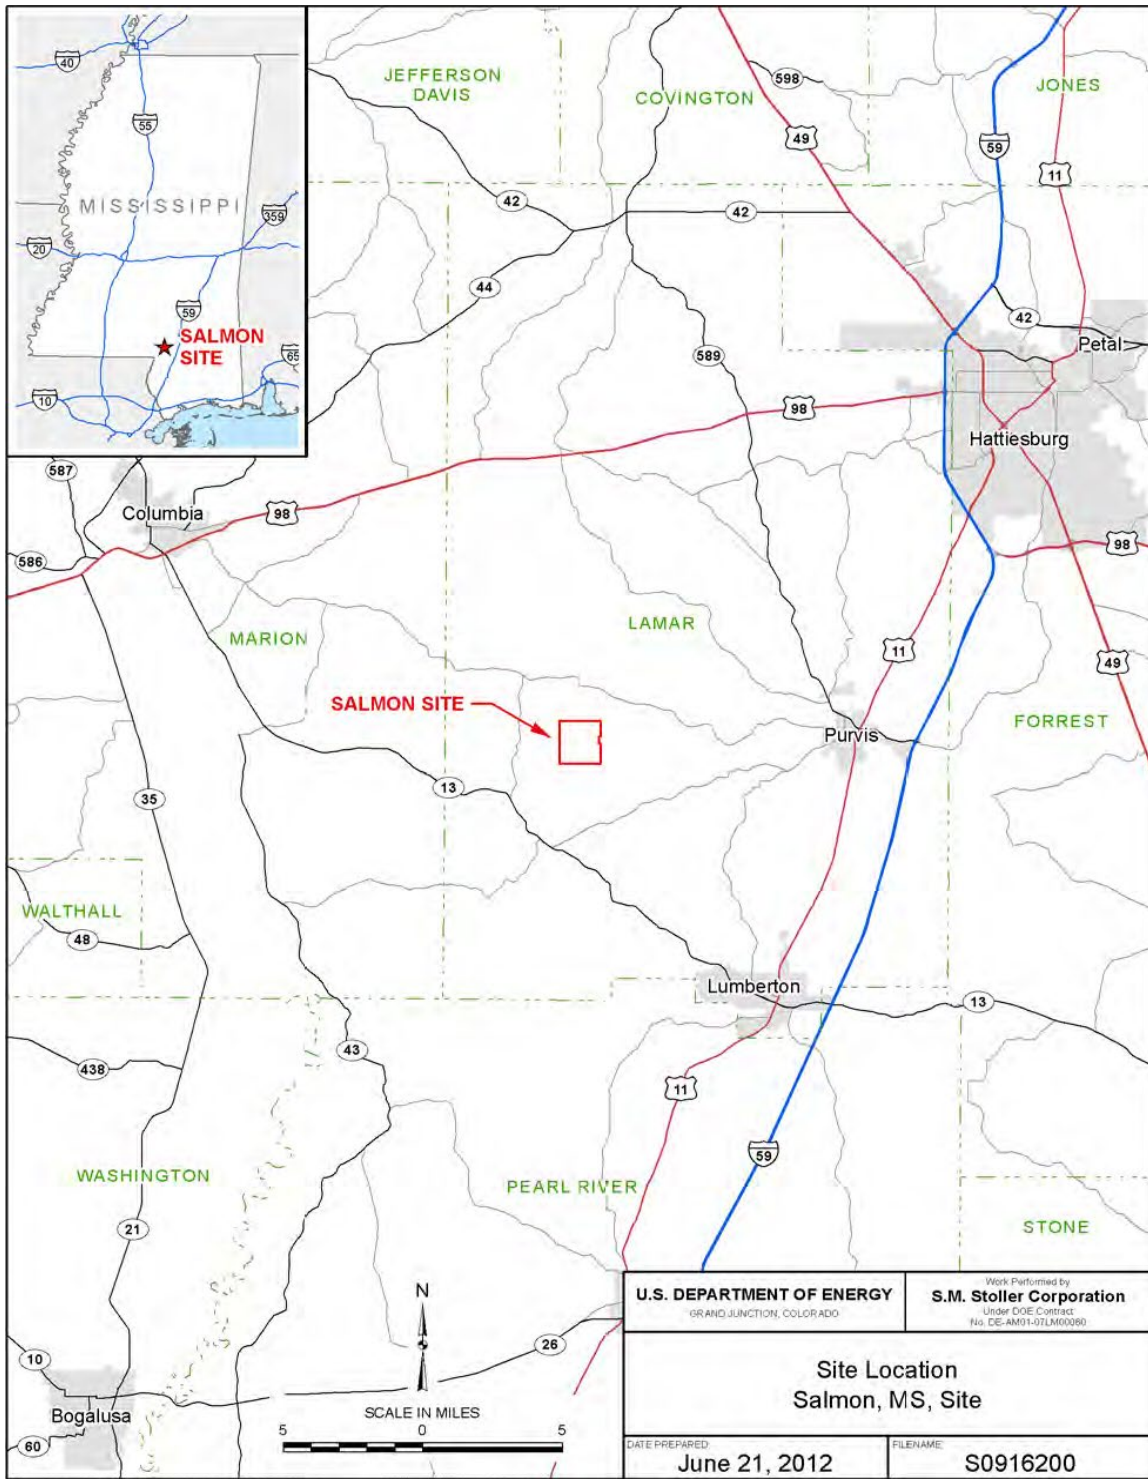 40
55
MISSISSIPPI
359
20
59
SALMON
SITE
65
10
JEFFERSON
DAVIS
COVINGTON
598
JONES
49
59
11
42
42
44
42
589
Petal
98
Hattiesburg
587
Columbia
98
586
98
MARION
LAMAR
11
49
SALMON SITE
FORREST
Purvis
13
35
WALTHALL
48
Lumberton
13
43
438
11
59
WASHINGTON
PEARL RIVER
21
STONE
N
26
10
Bogalusa
60
SCALE IN MILES
5 0 5
U.S. DEPARTMENT OF ENERGY
GRAND JUNCTION, COLORADO
Work Performed by
S.M. Stoller Corporation
Under DOE Contract
No. DE-AM01-07LM00060
Site Location
Salmon, MS, Site
DATE PREPARED:
June 21, 2012
FILENAME:
S0916200